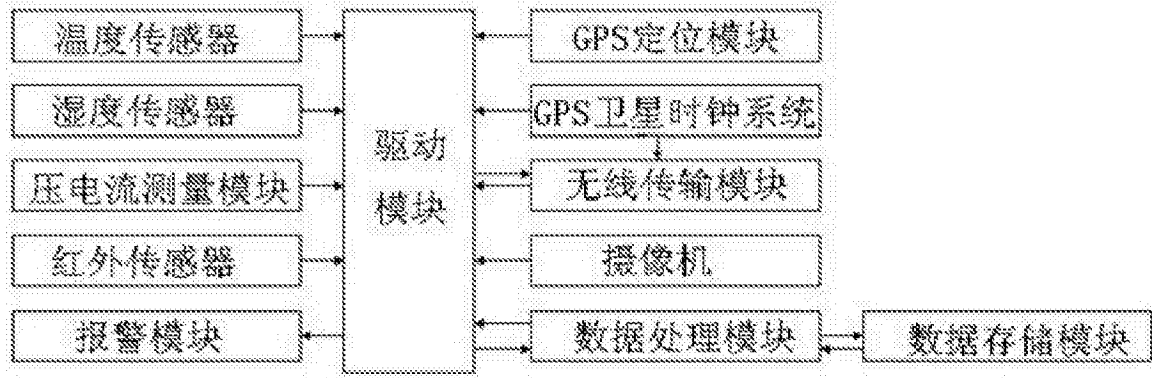 温度传感器
湿度传感器
压电流测量模块
红外传感器
报警模块
驱动
模块
GPS定位模块
GPS卫星时钟系统
无线传输模块
摄像机
数据处理模块
数据存储模块